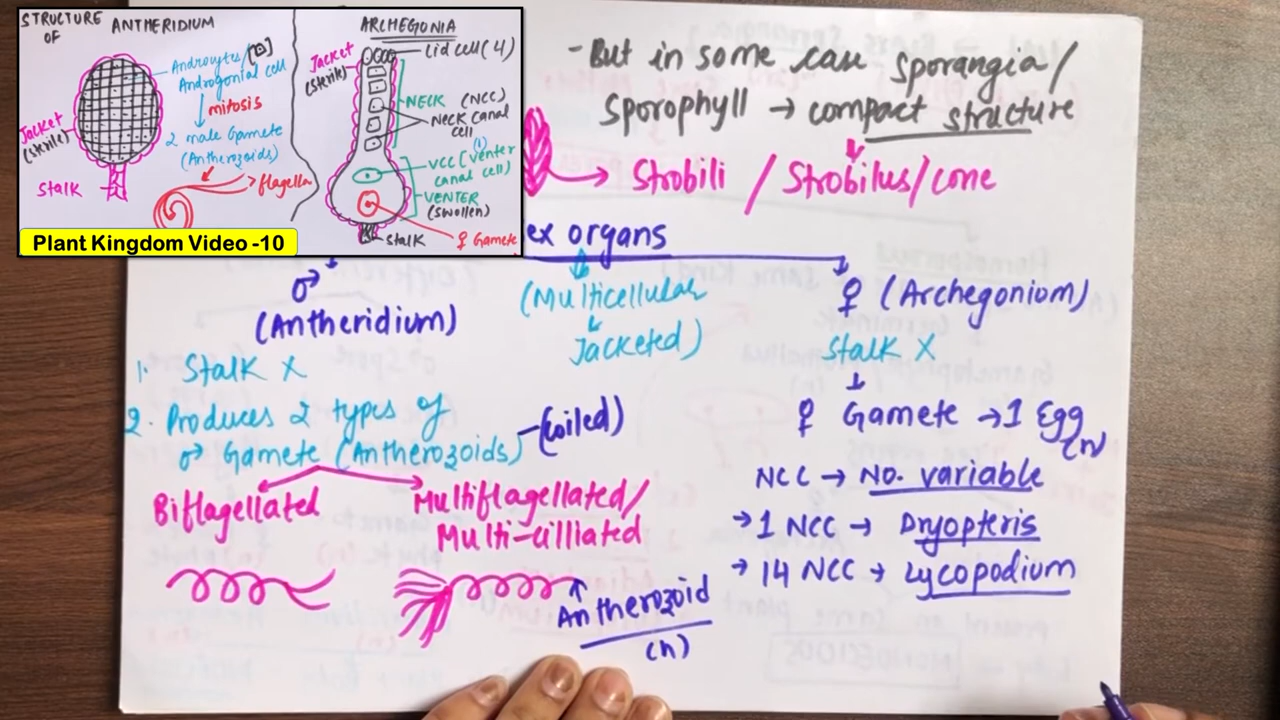 STRUCTURE OF ANTHERIDIUM
Androcytes/
Androgonial cell
mitosis
2 male Gamete
(Antherozoids)
flagella
Jacket
(sterile)
Stalk
ARCHEGONIA
Lid cell (4)
Jacket
(sterile)
NECK
(NCC)
Neck canal
cell
(1)
VCC [Venter
canal cell)
VENTER
(swollen)
Stalk
♀ Gamete
Plant Kingdom Video -10
- But in some case Sporangia/
Sporophyll → compact structure
→ Strobili / Strobilus/cone
ex organs
♂
(Antheridium)
(Multicellular
Jacketed)
♀ (Archegonium)
1. Stalk X
2. Produces 2 types of
♂ Gamete (Antherozoids) - (coiled)
Biflagellated
Multiflagellated/
Multi-cilliated
Antherozoid
(n)
Stalk X
♀ Gamete → 1 Egg
(n)
NCC → No. variable
→ 1 NCC → Dryopteris
→ 14 NCC → Lycopodium